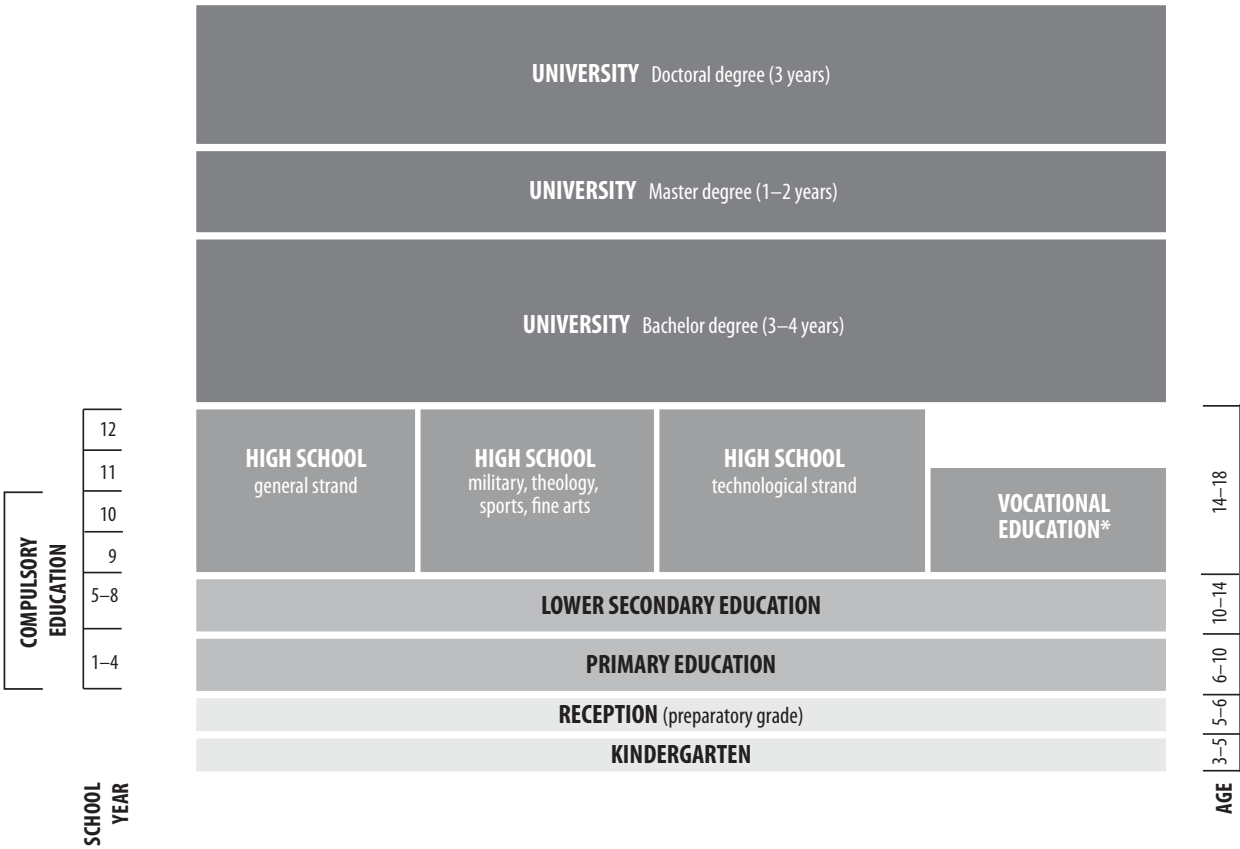 UNIVERSITY Doctoral degree (3 years)
UNIVERSITY Master degree (1–2 years)
UNIVERSITY Bachelor degree (3–4 years)
12
11
10
9
5–8
1–4
COMPULSORY
EDUCATION
SCHOOL
YEAR
HIGH SCHOOL
general strand
HIGH SCHOOL
military, theology,
sports, fine arts
HIGH SCHOOL
technological strand
VOCATIONAL
EDUCATION*
LOWER SECONDARY EDUCATION
PRIMARY EDUCATION
RECEPTION (preparatory grade)
KINDERGARTEN
14–18
10–14
6–10
5–6
3–5
AGE